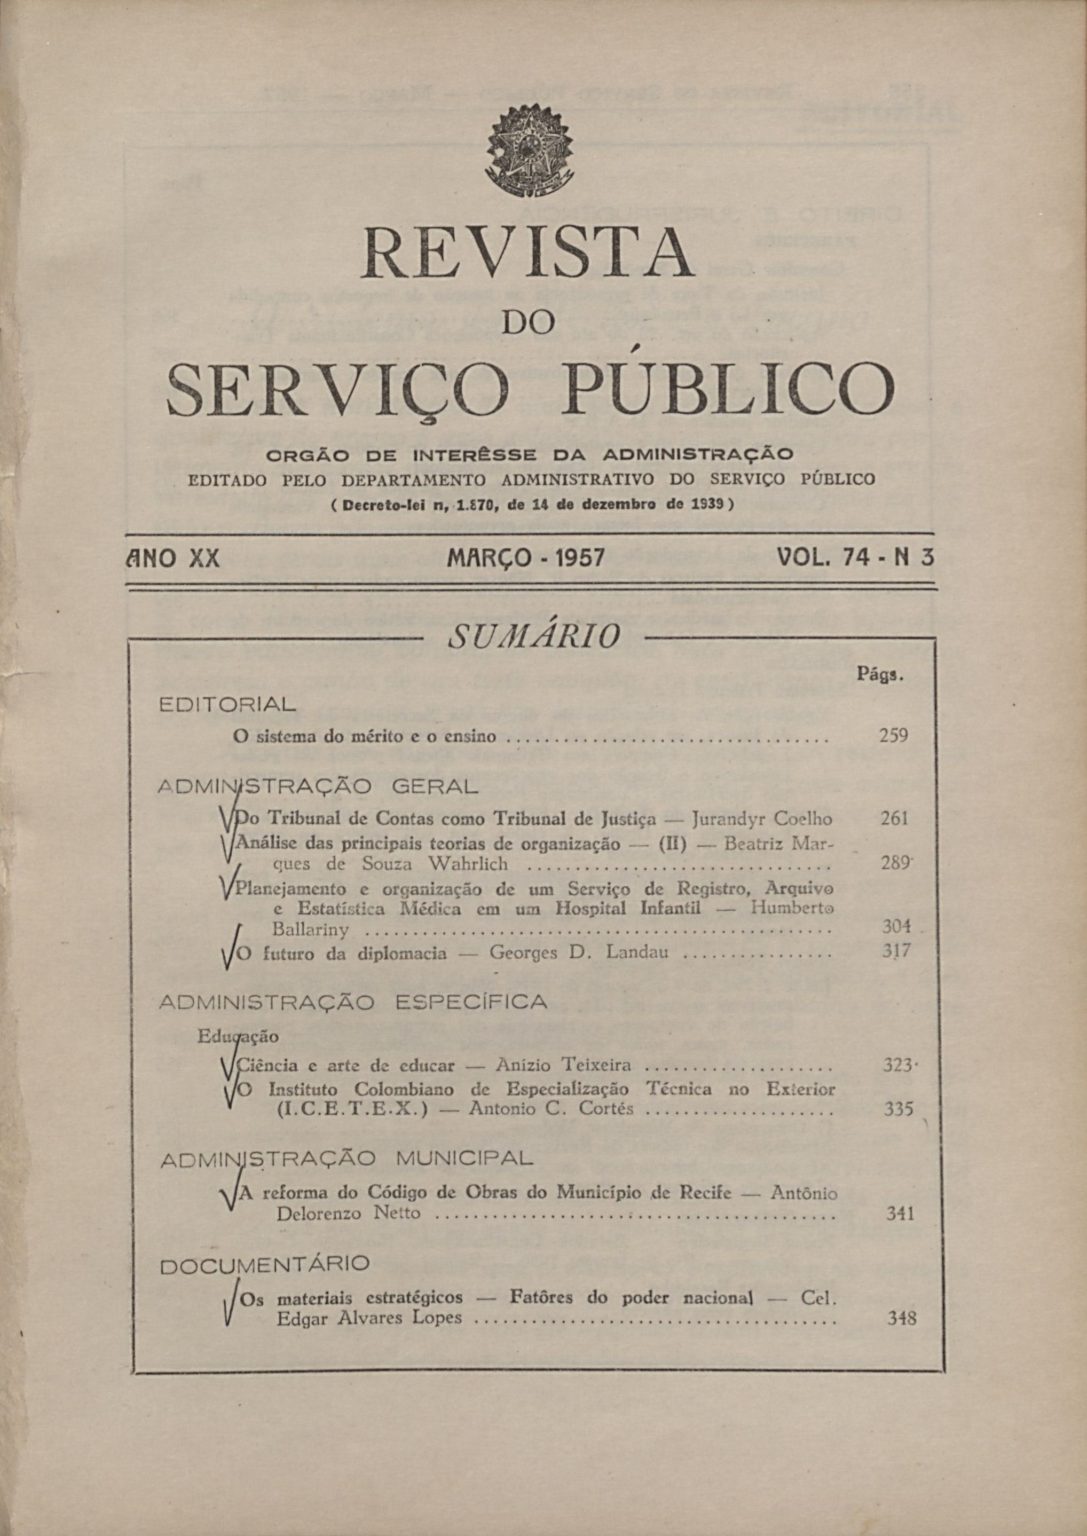 REVISTA
DO
SERVIÇO PÚBLICO
ORGÃO DE INTERÊSSE DA ADMINISTRAÇÃO
EDITADO PELO DEPARTAMENTO ADMINISTRATIVO DO SERVIÇO PÚBLICO
(Decreto-lei n, 1.870, de 14 de dezembro de 1939)
ANO XX MARÇO - 1957 VOL. 74 - N 3
SUMÁRIO
Págs.
EDITORIAL
O sistema do mérito e o ensino ................................. 259
ADMINISTRAÇÃO GERAL
Do Tribunal de Contas como Tribunal de Justiça — Jurandyr Coelho 261
Análise das principais teorias de organização — (II) — Beatriz Mar-
ques de Souza Wahrlich ............................... 289
Planejamento e organização de um Serviço de Registro, Arquivo
e Estatística Médica em um Hospital Infantil — Humberto
Ballariny ................................................ 304
O futuro da diplomacia — Georges D. Landau ................ 317
ADMINISTRAÇÃO ESPECÍFICA
Educação
Ciência e arte de educar — Anízio Teixeira .................... 323
O Instituto Colombiano de Especialização Técnica no Exterior
(I.C.E.T.E.X.) — Antonio C. Cortés .................... 335
ADMINISTRAÇÃO MUNICIPAL
A reforma do Código de Obras do Município de Recife — Antônio
Delorenzo Netto ......................................... 341
DOCUMENTÁRIO
Os materiais estratégicos — Fatôres do poder nacional — Cel.
Edgar Alvares Lopes ..................................... 348